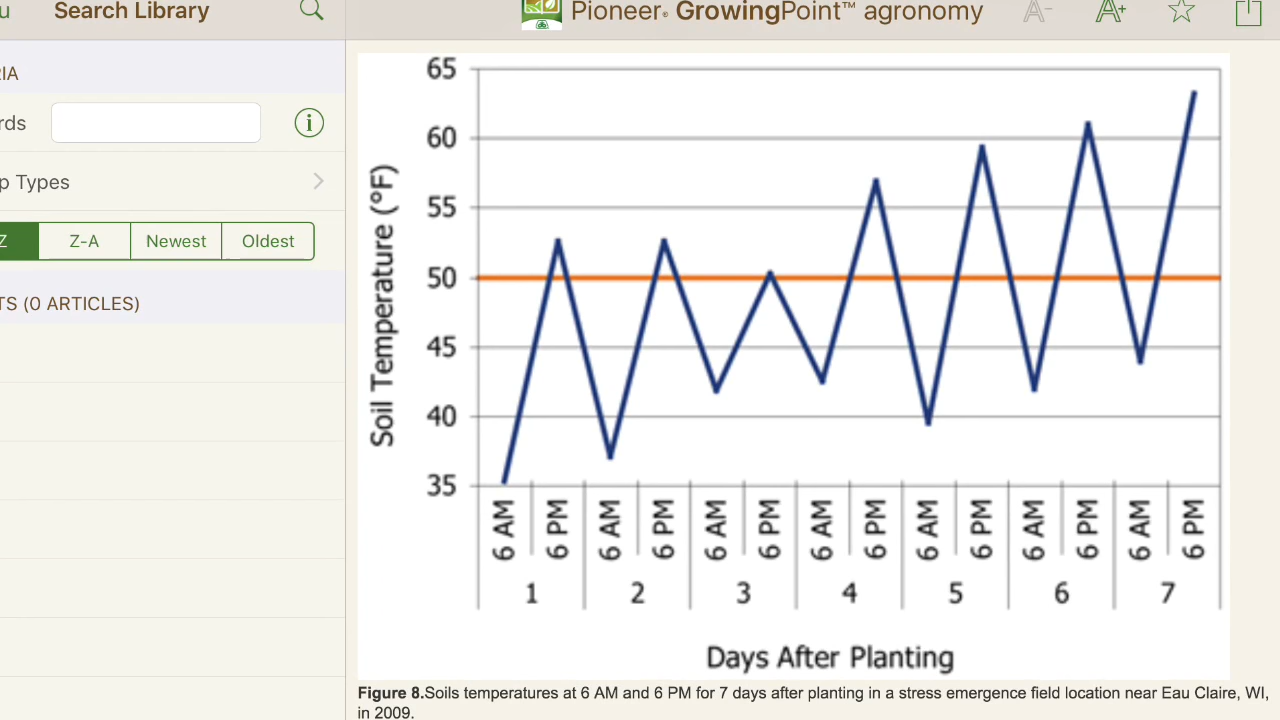 Search Library
Pioneer® GrowingPoint™ agronomy
A- A+
RIA
rds
i
p Types
Z Z-A Newest Oldest
TS (0 ARTICLES)
65
60
55
50
45
40
35
Soil Temperature (°F)
6 AM 6 PM 6 AM 6 PM 6 AM 6 PM 6 AM 6 PM 6 AM 6 PM 6 AM 6 PM 6 AM 6 PM
1 2 3 4 5 6 7
Days After Planting
Figure 8.Soils temperatures at 6 AM and 6 PM for 7 days after planting in a stress emergence field location near Eau Claire, WI,
in 2009.